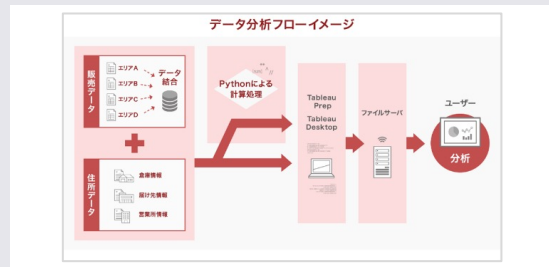 データ分析フローイメージ
販売データ
エリアA
エリアB
エリアC
エリアD
データ
結合
住所データ
倉庫情報
届け先情報
営業所情報
Pythonによる
計算処理
Tableau
Prep
Tableau
Desktop
ファイルサーバ
ユーザー
分析